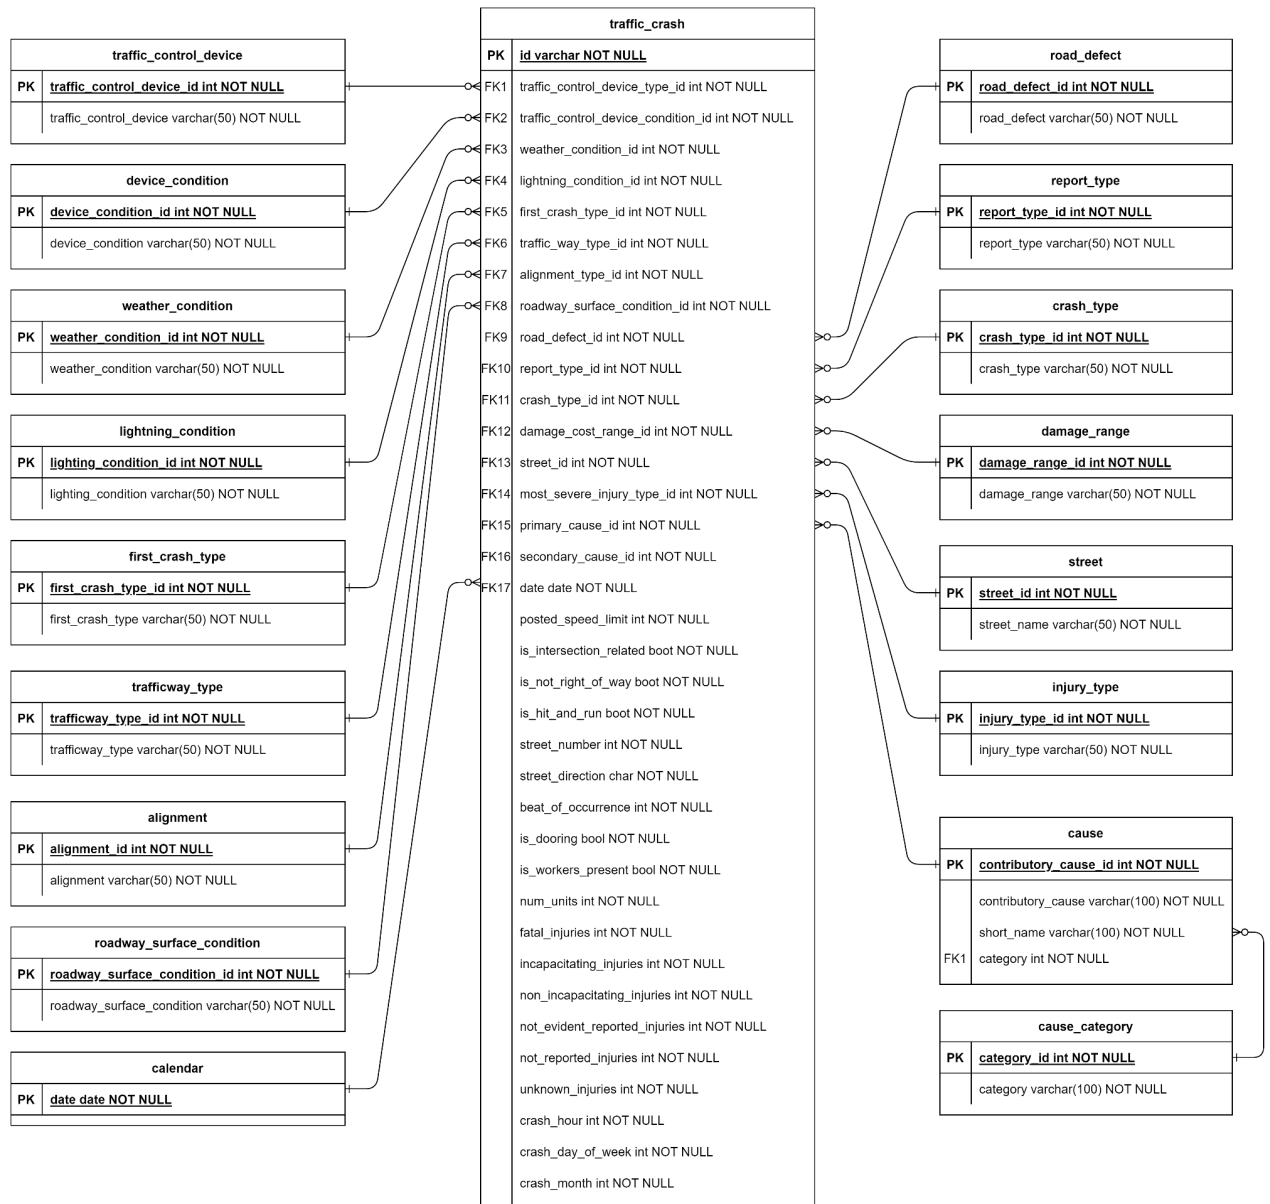 traffic_crash
PK id varchar NOT NULL
FK1 traffic_control_device_type_id int NOT NULL
FK2 traffic_control_device_condition_id int NOT NULL
FK3 weather_condition_id int NOT NULL
FK4 lightning_condition_id int NOT NULL
FK5 first_crash_type_id int NOT NULL
FK6 traffic_way_type_id int NOT NULL
FK7 alignment_type_id int NOT NULL
FK8 roadway_surface_condition_id int NOT NULL
FK9 road_defect_id int NOT NULL
FK10 report_type_id int NOT NULL
FK11 crash_type_id int NOT NULL
FK12 damage_cost_range_id int NOT NULL
FK13 street_id int NOT NULL
FK14 most_severe_injury_type_id int NOT NULL
FK15 primary_cause_id int NOT NULL
FK16 secondary_cause_id int NOT NULL
FK17 date date NOT NULL
posted_speed_limit int NOT NULL
is_intersection_related boot NOT NULL
is_not_right_of_way boot NOT NULL
is_hit_and_run boot NOT NULL
street_number int NOT NULL
street_direction char NOT NULL
beat_of_occurrence int NOT NULL
is_dooring bool NOT NULL
is_workers_present bool NOT NULL
num_units int NOT NULL
fatal_injuries int NOT NULL
incapacitating_injuries int NOT NULL
non_incapacitating_injuries int NOT NULL
not_evident_reported_injuries int NOT NULL
not_reported_injuries int NOT NULL
unknown_injuries int NOT NULL
crash_hour int NOT NULL
crash_day_of_week int NOT NULL
crash_month int NOT NULL
traffic_control_device
PK traffic_control_device_id int NOT NULL
traffic_control_device varchar(50) NOT NULL
device_condition
PK device_condition_id int NOT NULL
device_condition varchar(50) NOT NULL
weather_condition
PK weather_condition_id int NOT NULL
weather_condition varchar(50) NOT NULL
lightning_condition
PK lighting_condition_id int NOT NULL
lighting_condition varchar(50) NOT NULL
first_crash_type
PK first_crash_type_id int NOT NULL
first_crash_type varchar(50) NOT NULL
trafficway_type
PK trafficway_type_id int NOT NULL
trafficway_type varchar(50) NOT NULL
alignment
PK alignment_id int NOT NULL
alignment varchar(50) NOT NULL
roadway_surface_condition
PK roadway_surface_condition_id int NOT NULL
roadway_surface_condition varchar(50) NOT NULL
calendar
PK date date NOT NULL
road_defect
PK road_defect_id int NOT NULL
road_defect varchar(50) NOT NULL
report_type
PK report_type_id int NOT NULL
report_type varchar(50) NOT NULL
crash_type
PK crash_type_id int NOT NULL
crash_type varchar(50) NOT NULL
damage_range
PK damage_range_id int NOT NULL
damage_range varchar(50) NOT NULL
street
PK street_id int NOT NULL
street_name varchar(50) NOT NULL
injury_type
PK injury_type_id int NOT NULL
injury_type varchar(50) NOT NULL
cause
PK contributory_cause_id int NOT NULL
contributory_cause varchar(100) NOT NULL
short_name varchar(100) NOT NULL
FK1 category int NOT NULL
cause_category
PK category_id int NOT NULL
category varchar(100) NOT NULL